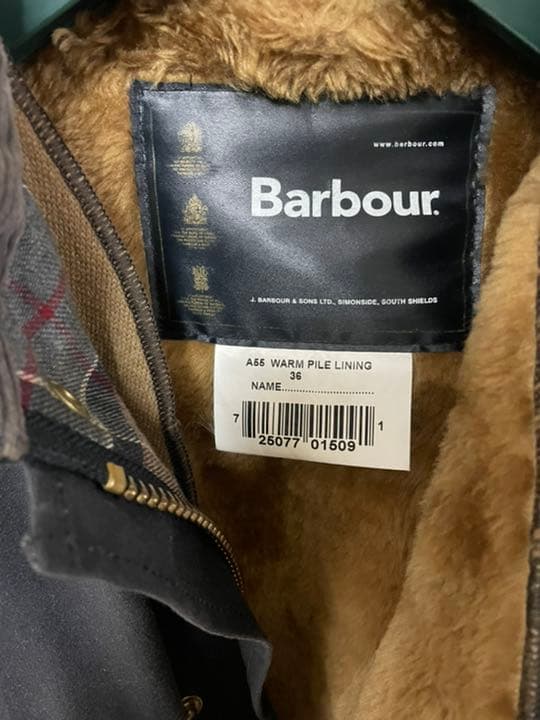 www.barbour.com
Barbour.
J. BARBOUR & SONS LTD., SIMONSIDE, SOUTH SHIELDS
A55 WARM PILE LINING
36
NAME..............................
7 25077 01509 1